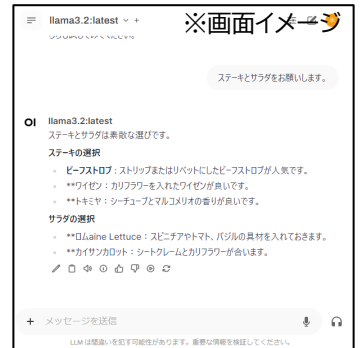 llama3.2:latest
※画面イメージ
ステーキとサラダをお願いします。
OI llama3.2:latest
ステーキとサラダは素敵な選びです。
ステーキの選択
ビーフストロブ：ストリップまたはリベットにしたビーフストロブが人気です。
**ワイゼン：カリフラワーを入れたワイゼンが良いです。
**トキミヤ：シーチューブとマルコメリオの香りが良いです。
サラダの選択
**ロムaine Lettuce：スピニチアやトマト、バジルの具材を入れておきます。
**カイサンカロット：シートクレームとカリフラワーが合います。
+ メッセージを送信
LLM は間違いを犯す可能性があります。重要な情報を検証してください。